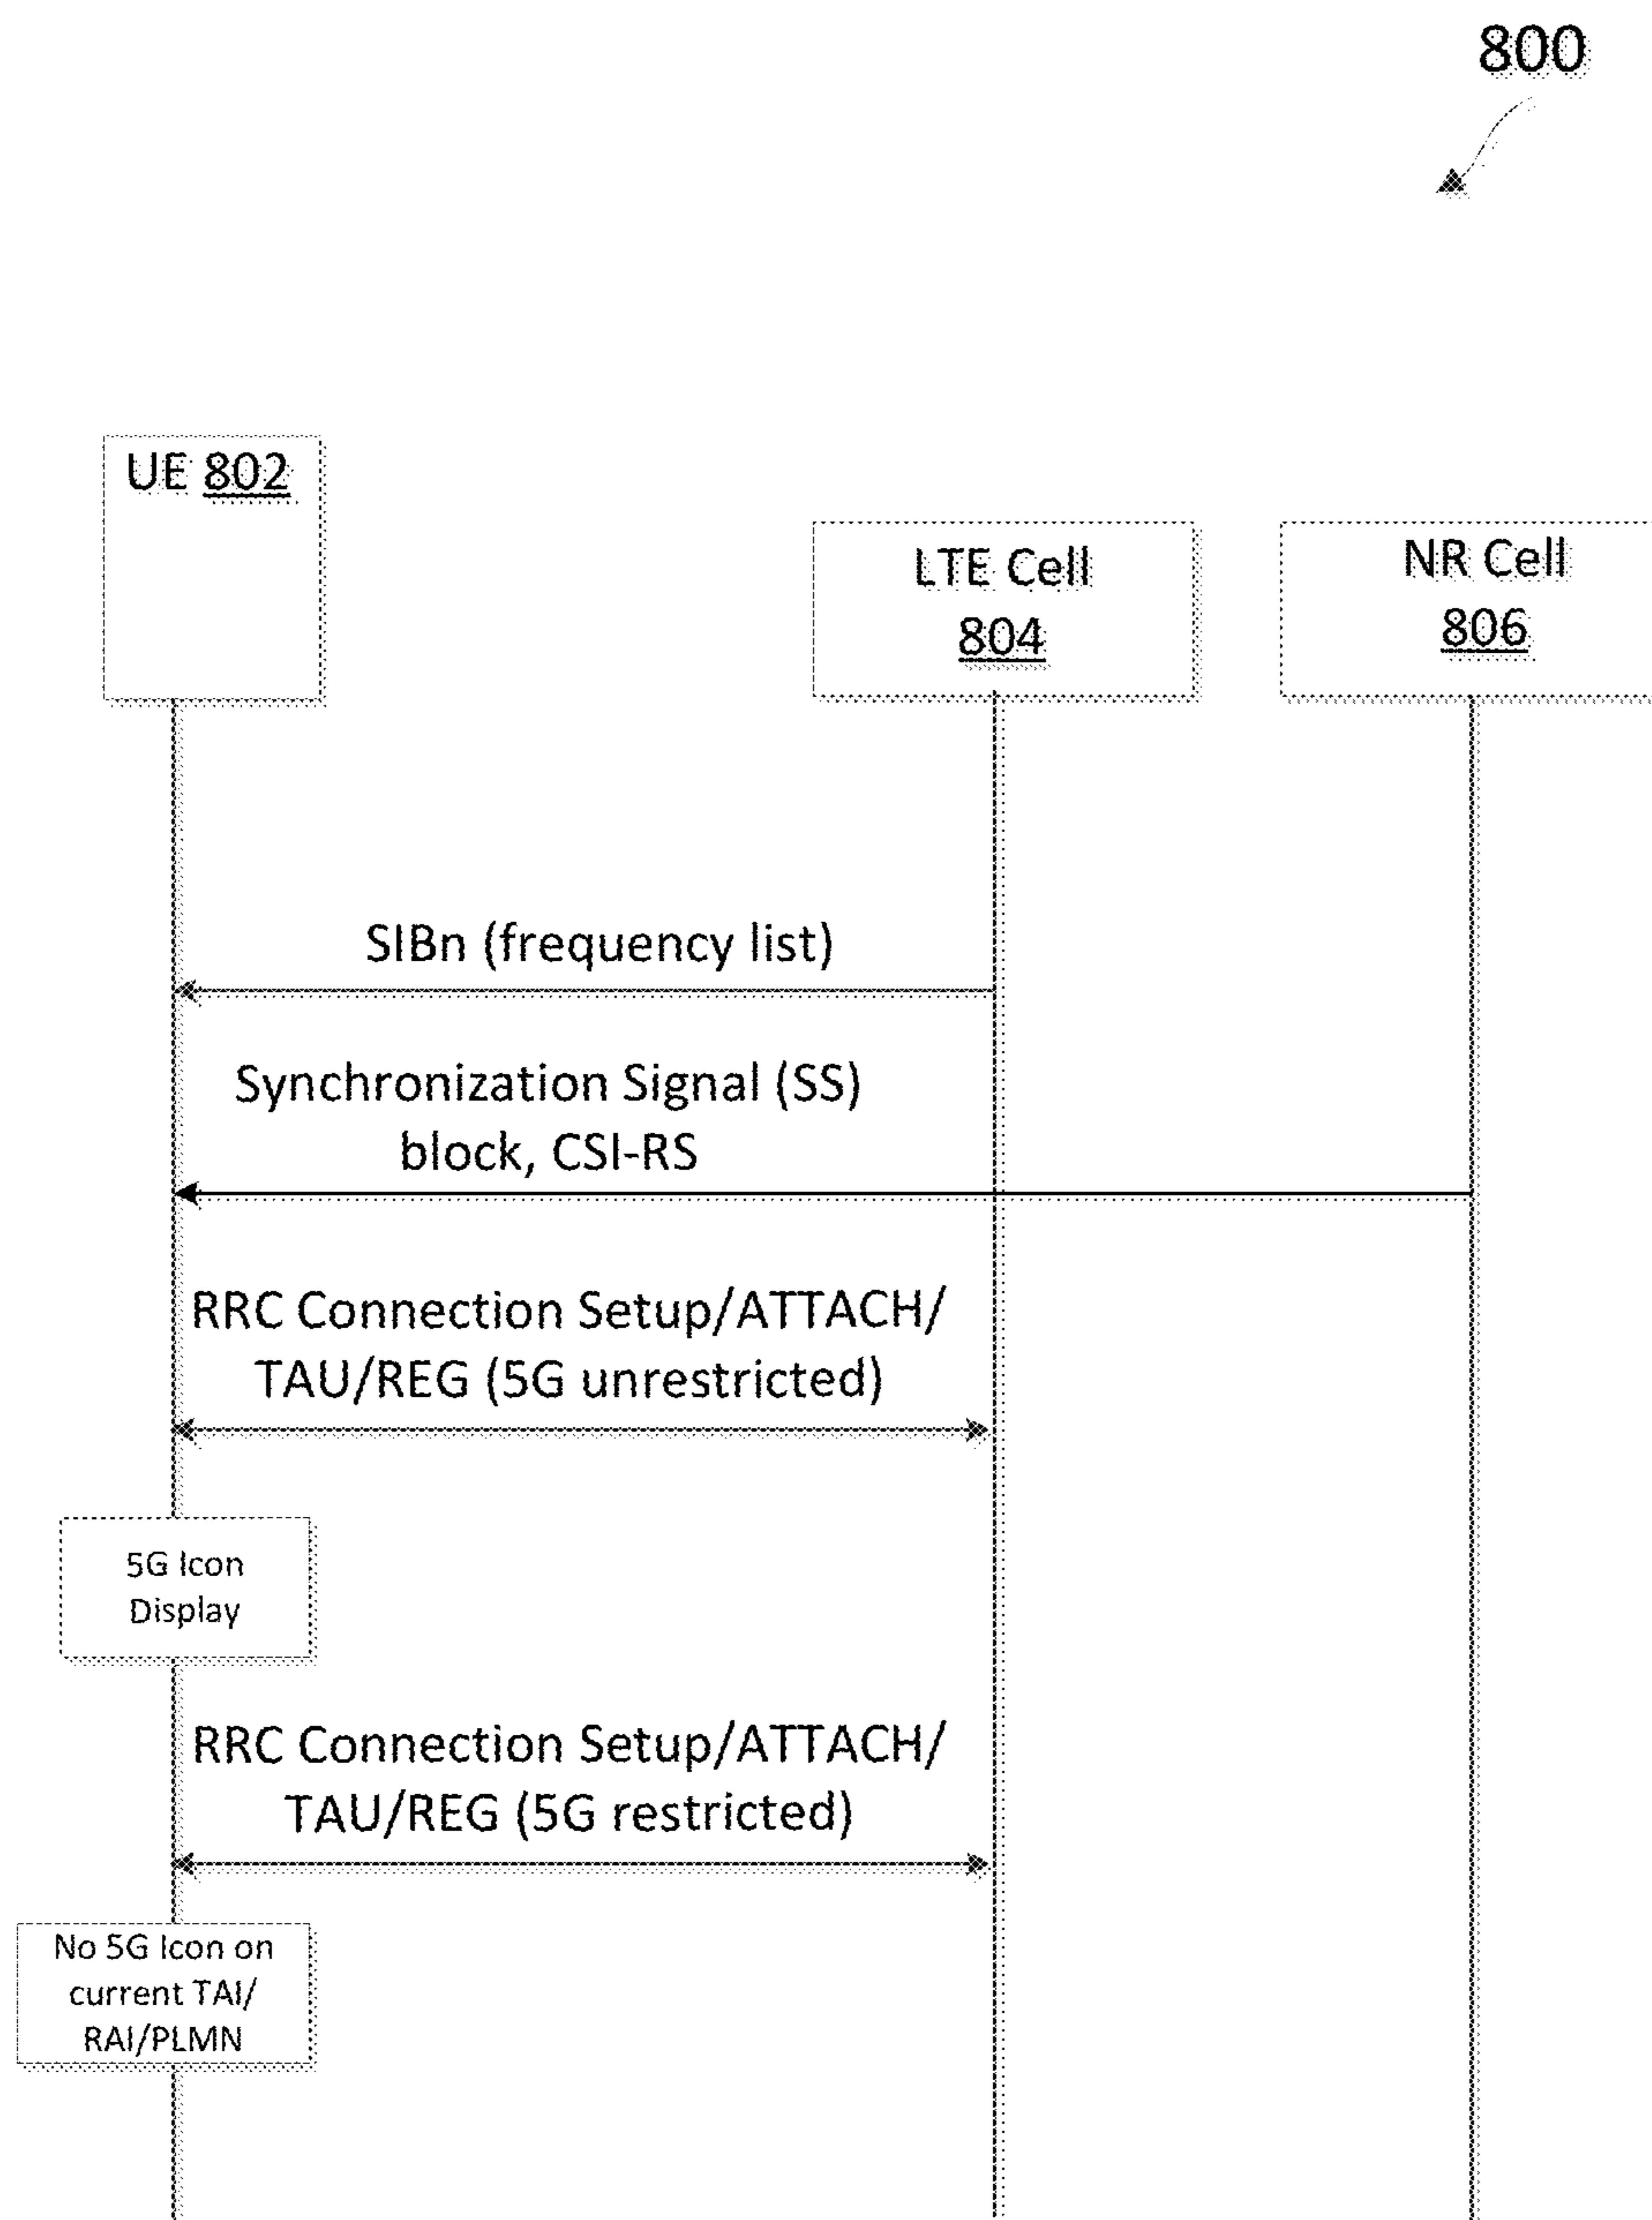 800
UE 802
LTE Cell
804
NR Cell
806
SIBn (frequency list)
Synchronization Signal (SS)
block, CSI-RS
RRC Connection Setup/ATTACH/
TAU/REG (5G unrestricted)
5G Icon
Display
RRC Connection Setup/ATTACH/
TAU/REG (5G restricted)
No 5G Icon on
current TAI/
RAI/PLMN